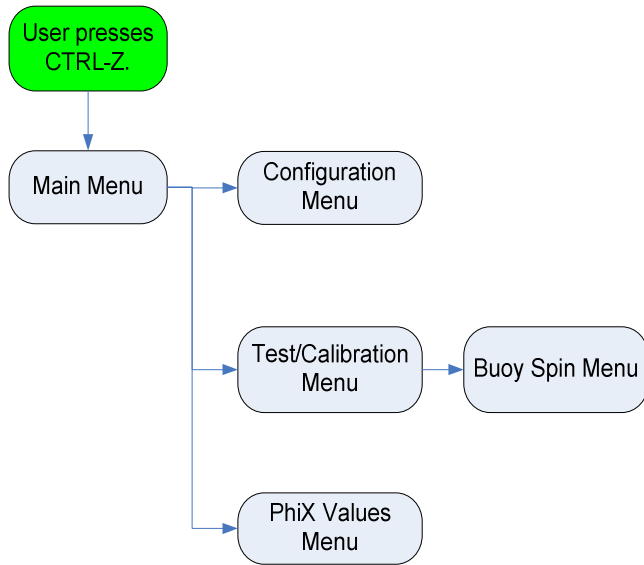 User presses
CTRL-Z.
Main Menu
Configuration
Menu
Test/Calibration
Menu
Buoy Spin Menu
PhiX Values
Menu